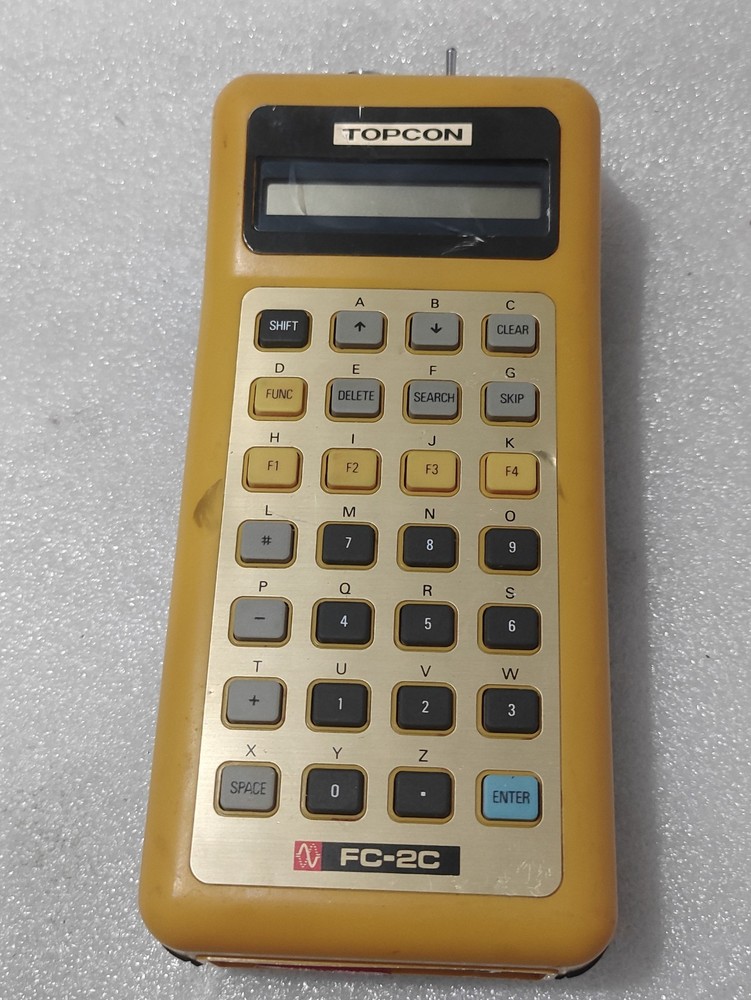 TOPCON
A B C
SHIFT ↑ ↓ CLEAR
D E F G
FUNC DELETE SEARCH SKIP
H I J K
F1 F2 F3 F4
L M N O
# 7 8 9
P Q R S
− 4 5 6
T U V W
+ 1 2 3
X Y Z
SPACE 0 . ENTER
FC-2C